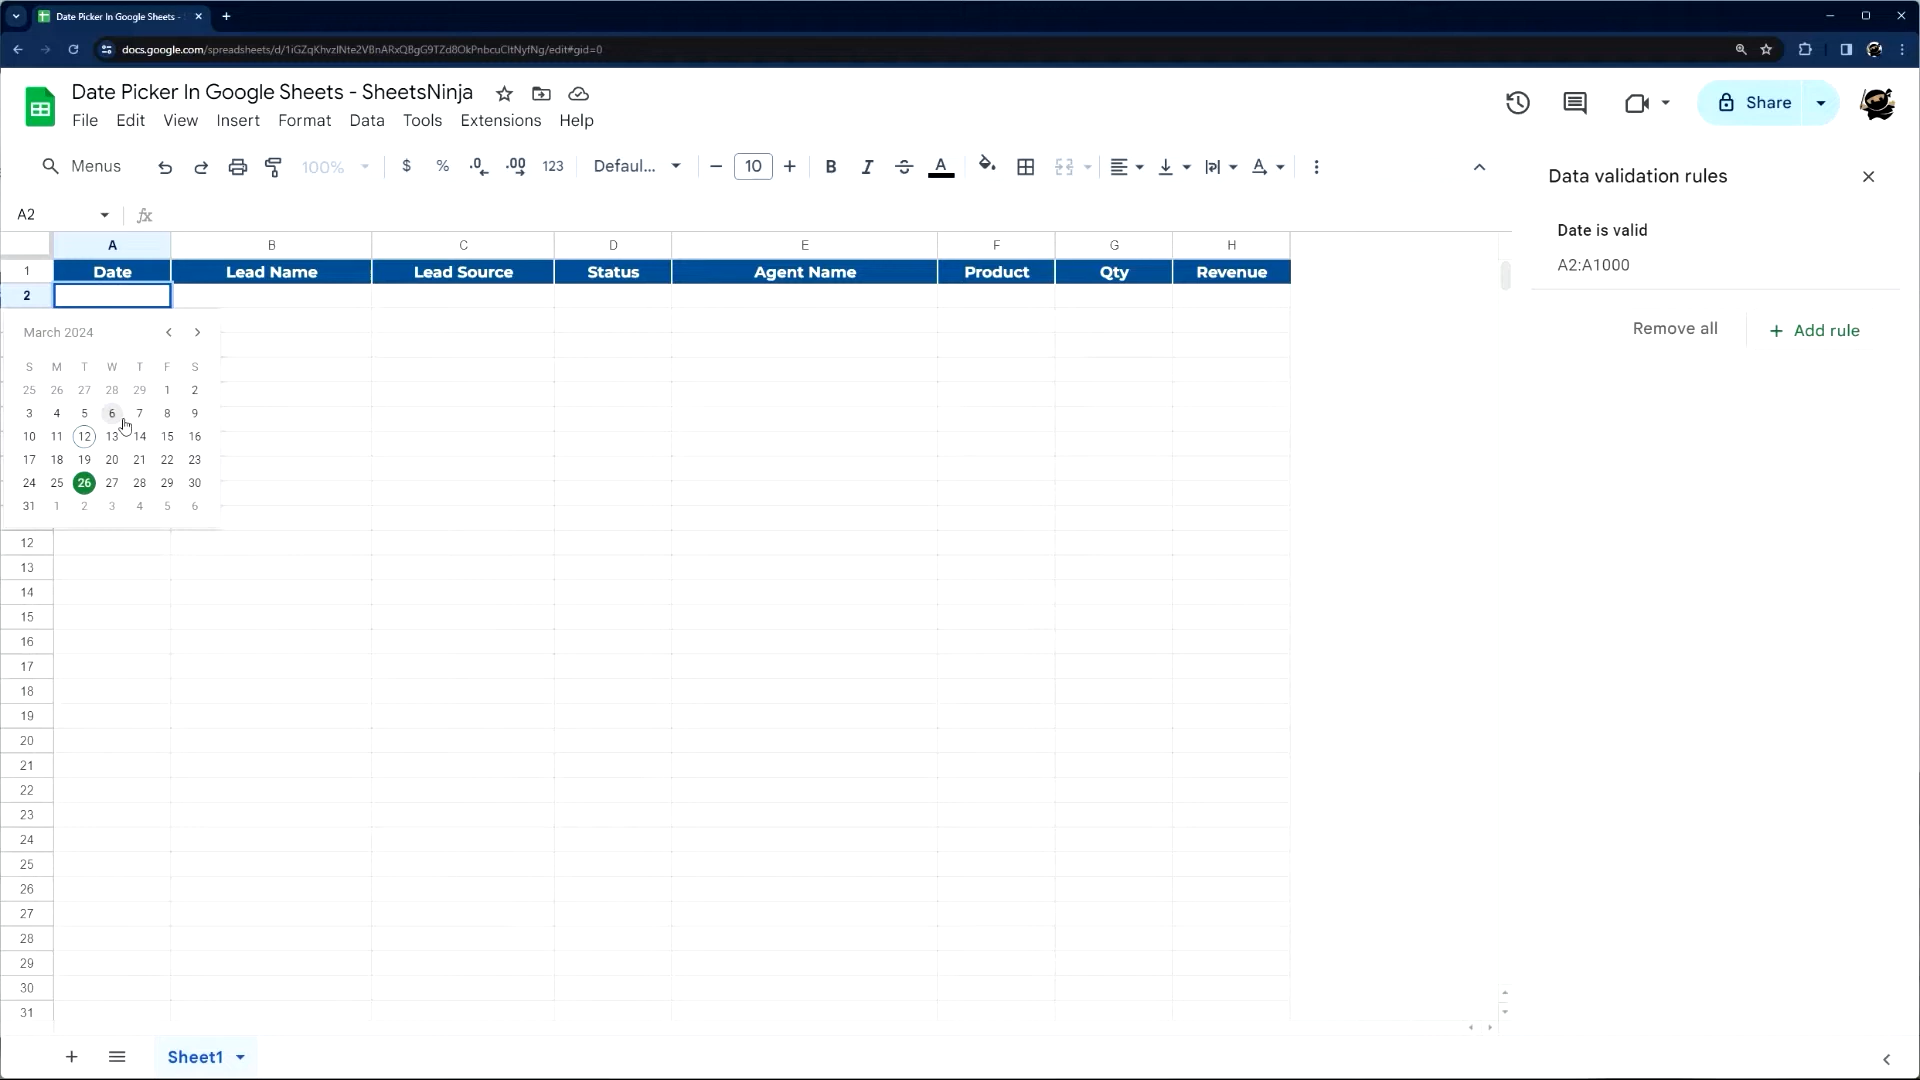 Date Picker In Google Sheets -
docs.google.com/spreadsheets/d/1iGZqKhvzlNte2VBnARxQBgG9TZd8OkPnbcuCltNyfNg/edit#gid=0
Date Picker In Google Sheets - SheetsNinja
File Edit View Insert Format Data Tools Extensions Help
Share
Menus 100% $ % .0 .00 123 Defaul... 10 B I S A
A2 fx
A B C D E F G H
1 Date Lead Name Lead Source Status Agent Name Product Qty Revenue
2
March 2024
S M T W T F S
25 26 27 28 29 1 2
3 4 5 6 7 8 9
10 11 12 13 14 15 16
17 18 19 20 21 22 23
24 25 26 27 28 29 30
31 1 2 3 4 5 6
12
13
14
15
16
17
18
19
20
21
22
23
24
25
26
27
28
29
30
31
Data validation rules
Date is valid
A2:A1000
Remove all + Add rule
Sheet1